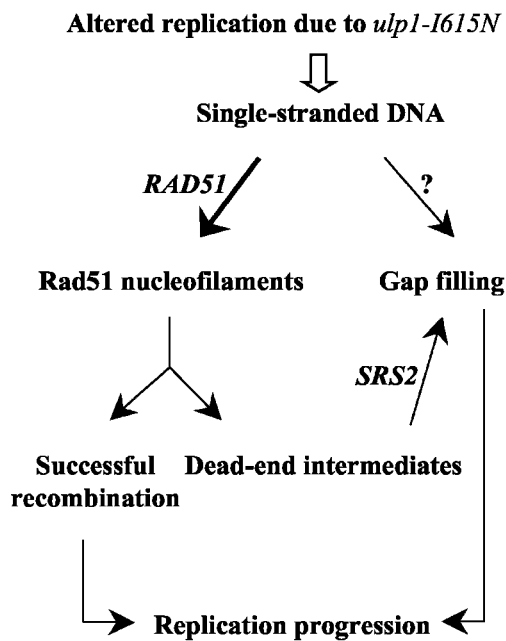 Altered replication due to ulp1-I615N
Single-stranded DNA
RAD51
?
Rad51 nucleofilaments
Gap filling
SRS2
Successful
recombination
Dead-end intermediates
Replication progression